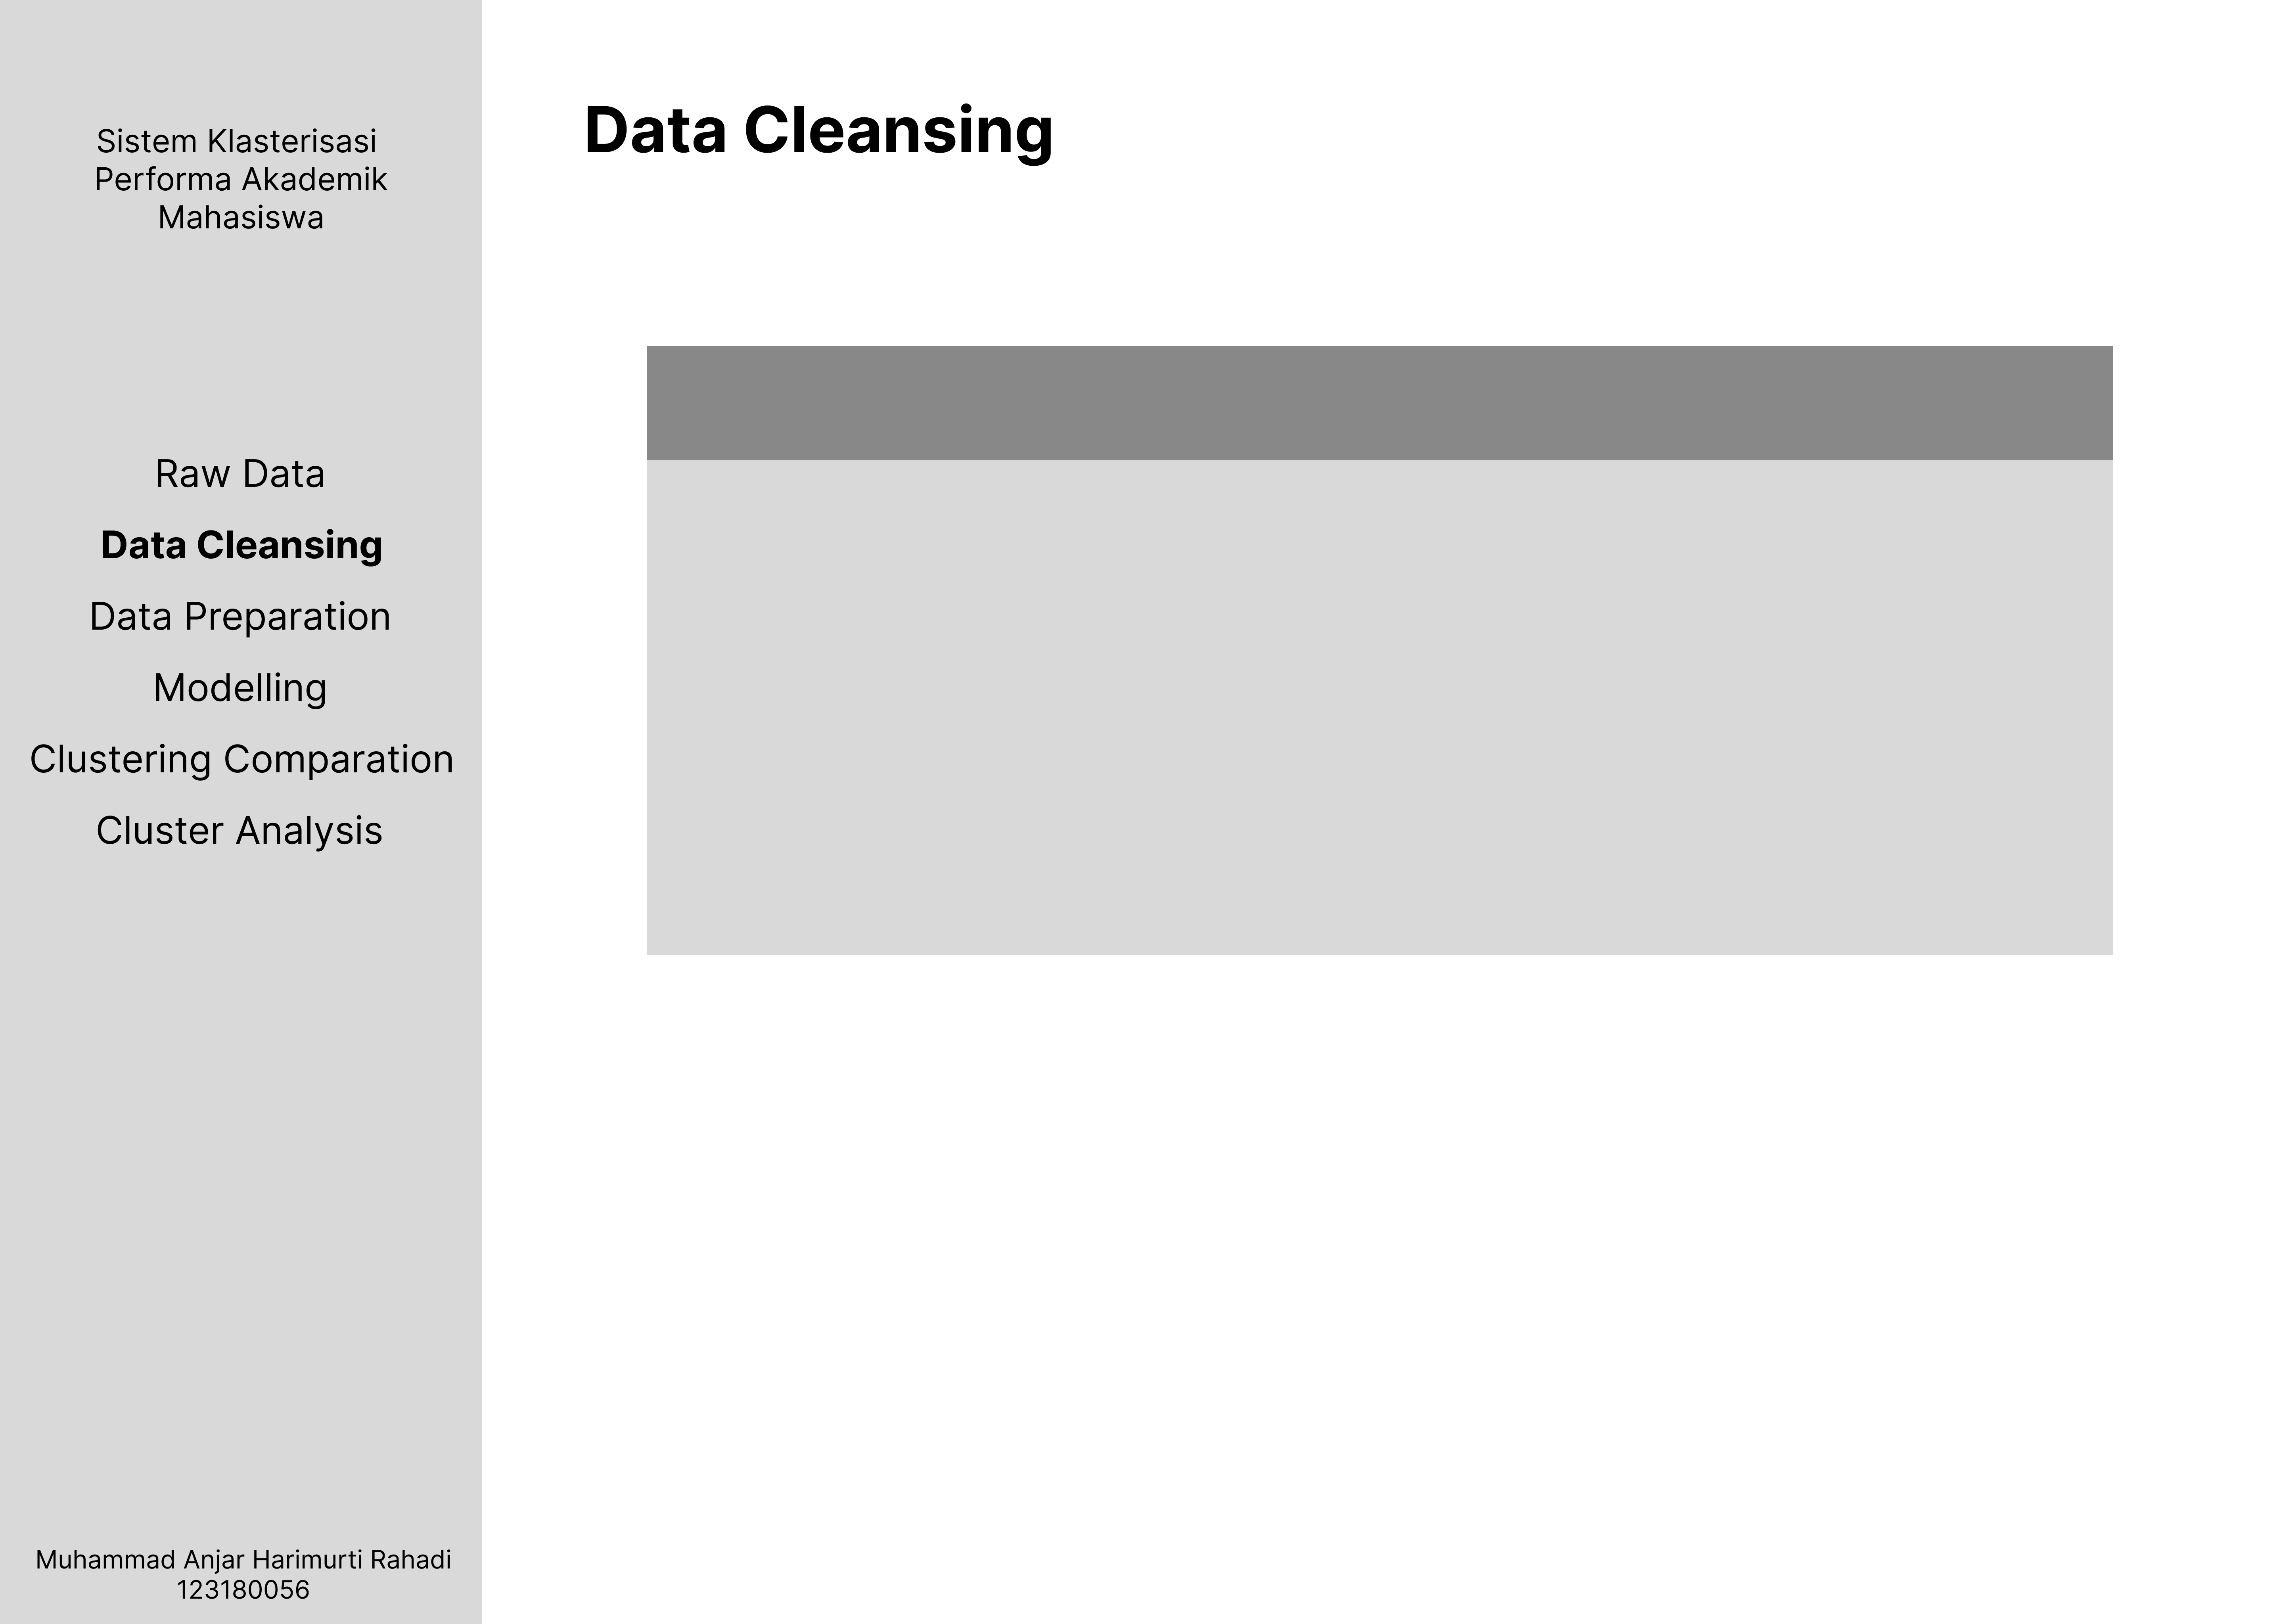 Sistem Klasterisasi
Performa Akademik
Mahasiswa
Raw Data
Data Cleansing
Data Preparation
Modelling
Clustering Comparation
Cluster Analysis
Muhammad Anjar Harimurti Rahadi
123180056
Data Cleansing